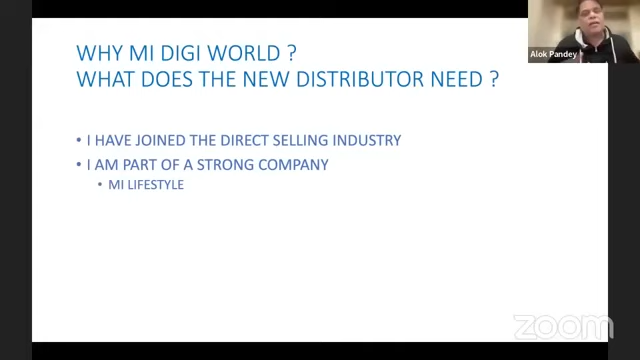 WHY MI DIGI WORLD ?
WHAT DOES THE NEW DISTRIBUTOR NEED ?
• I HAVE JOINED THE DIRECT SELLING INDUSTRY
• I AM PART OF A STRONG COMPANY
• MI LIFESTYLE
Alok Pandey
zoom